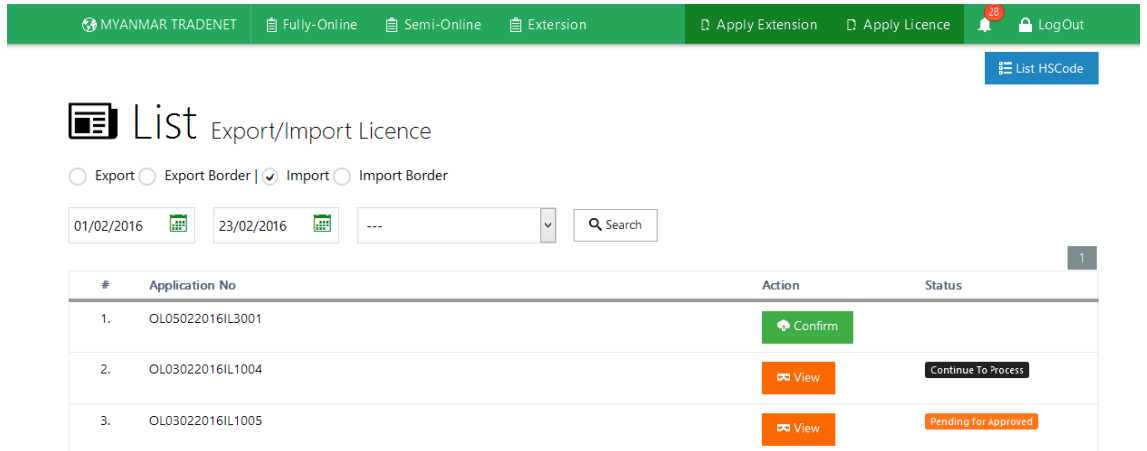 MYANMAR TRADENET Fully-Online Semi-Online Extersion Apply Extension Apply Licence 23 LogOut
List HSCode
List Export/Import Licence
Export Export Border | Import Import Border
01/02/2016 23/02/2016 --- Search
1
# Application No Action Status
1. OL05022016IL3001 Confirm
2. OL03022016IL1004 View Continue To Process
3. OL03022016IL1005 View Pending for Approved